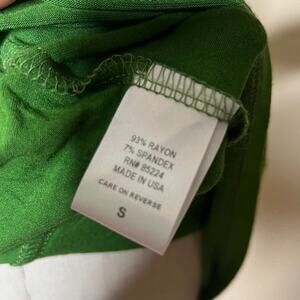 93% RAYON
7% SPANDEX
RN# 85224
MADE IN USA
CARE ON REVERSE
S